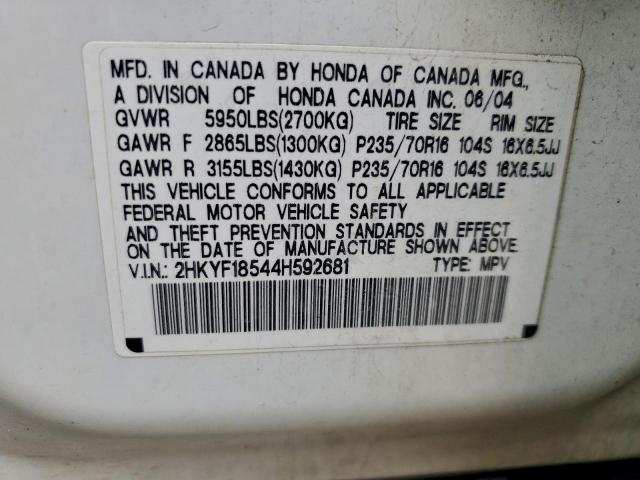 MFD. IN CANADA BY HONDA OF CANADA MFG.,
A DIVISION OF HONDA CANADA INC. 06/04
GVWR 5950LBS(2700KG) TIRE SIZE RIM SIZE
GAWR F 2865LBS(1300KG) P235/70R16 104S 16X6.5JJ
GAWR R 3155LBS(1430KG) P235/70R16 104S 16X6.5JJ
THIS VEHICLE CONFORMS TO ALL APPLICABLE
FEDERAL MOTOR VEHICLE SAFETY
AND THEFT PREVENTION STANDARDS IN EFFECT
ON THE DATE OF MANUFACTURE SHOWN ABOVE.
V.I.N.: 2HKYF18544H592681 TYPE: MPV